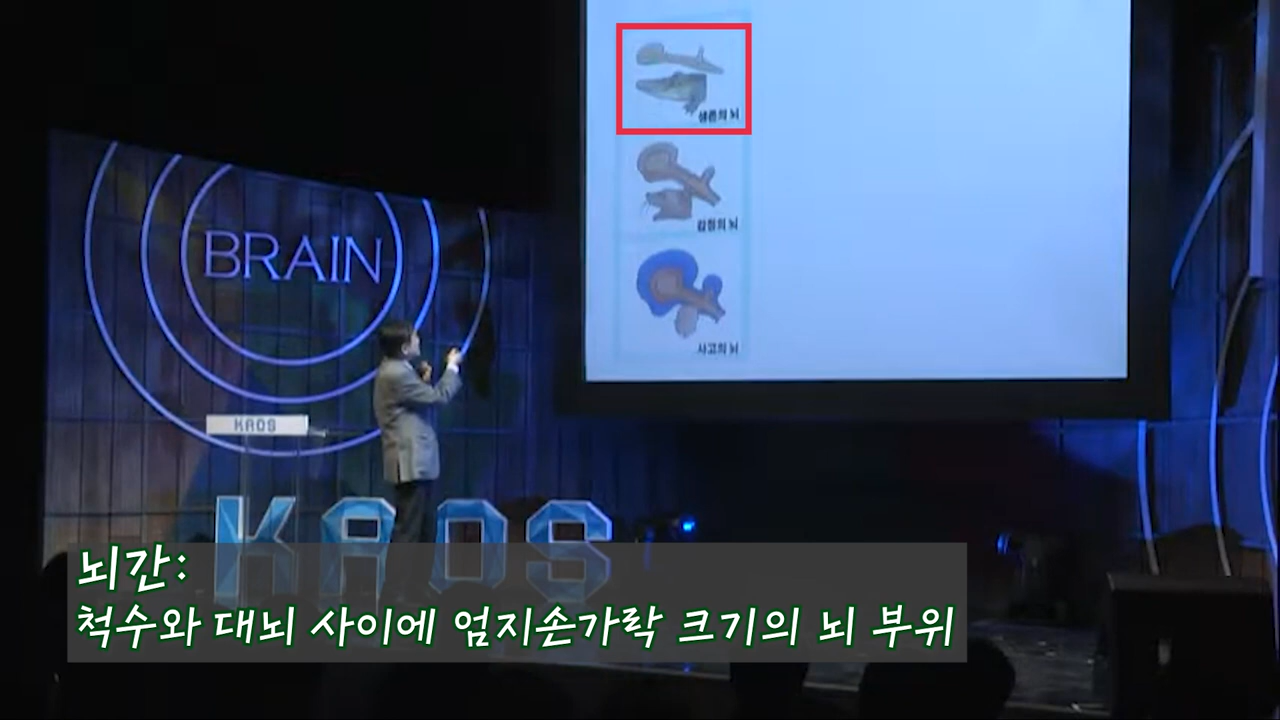 생존의 뇌
감정의 뇌
사고의 뇌
BRAIN
KAOS
KAOS
뇌간:
척수와 대뇌 사이에 엄지손가락 크기의 뇌 부위